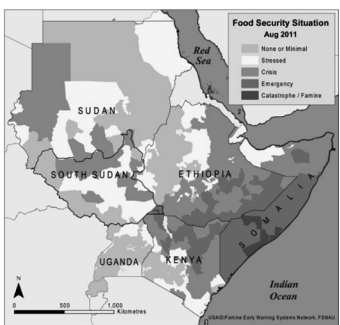 Food Security Situation
Aug 2011
None or Minimal
Stressed
Crisis
Emergency
Catastrophe / Famine
Red
Sea
SUDAN
SOUTH SUDAN
ETHIOPIA
SOMALIA
UGANDA
KENYA
N
0 500 1,000
Kilometres
Indian
Ocean
USAID/Famine Early Warning Systems Network, FSNAU.